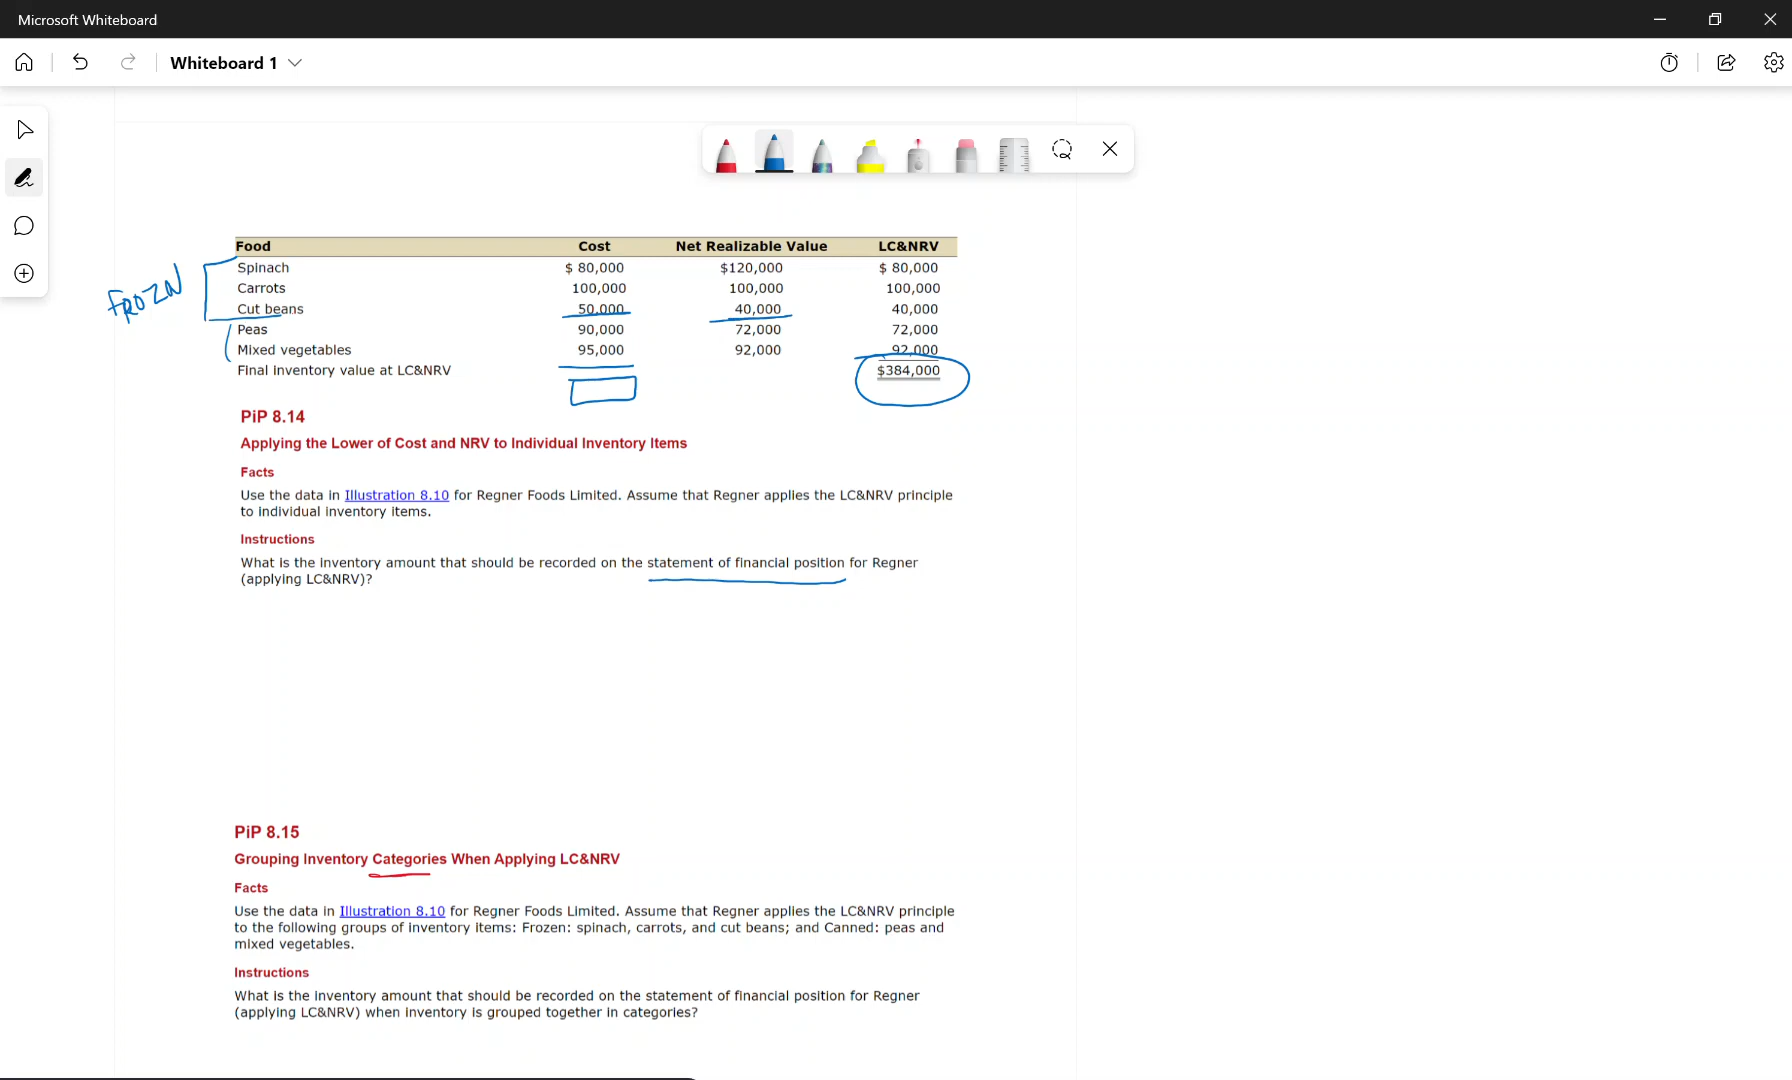 Microsoft Whiteboard
Whiteboard 1
Food Cost Net Realizable Value LC&NRV
Spinach $ 80,000 $120,000 $ 80,000
Carrots 100,000 100,000 100,000
FROZN
Cut beans 50,000 40,000 40,000
Peas 90,000 72,000 72,000
Mixed vegetables 95,000 92,000 92,000
Final inventory value at LC&NRV $384,000
PiP 8.14
Applying the Lower of Cost and NRV to Individual Inventory Items
Facts
Use the data in Illustration 8.10 for Regner Foods Limited. Assume that Regner applies the LC&NRV principle
to individual inventory items.
Instructions
What is the inventory amount that should be recorded on the statement of financial position for Regner
(applying LC&NRV)?
PiP 8.15
Grouping Inventory Categories When Applying LC&NRV
Facts
Use the data in Illustration 8.10 for Regner Foods Limited. Assume that Regner applies the LC&NRV principle
to the following groups of inventory items: Frozen: spinach, carrots, and cut beans; and Canned: peas and
mixed vegetables.
Instructions
What is the inventory amount that should be recorded on the statement of financial position for Regner
(applying LC&NRV) when inventory is grouped together in categories?